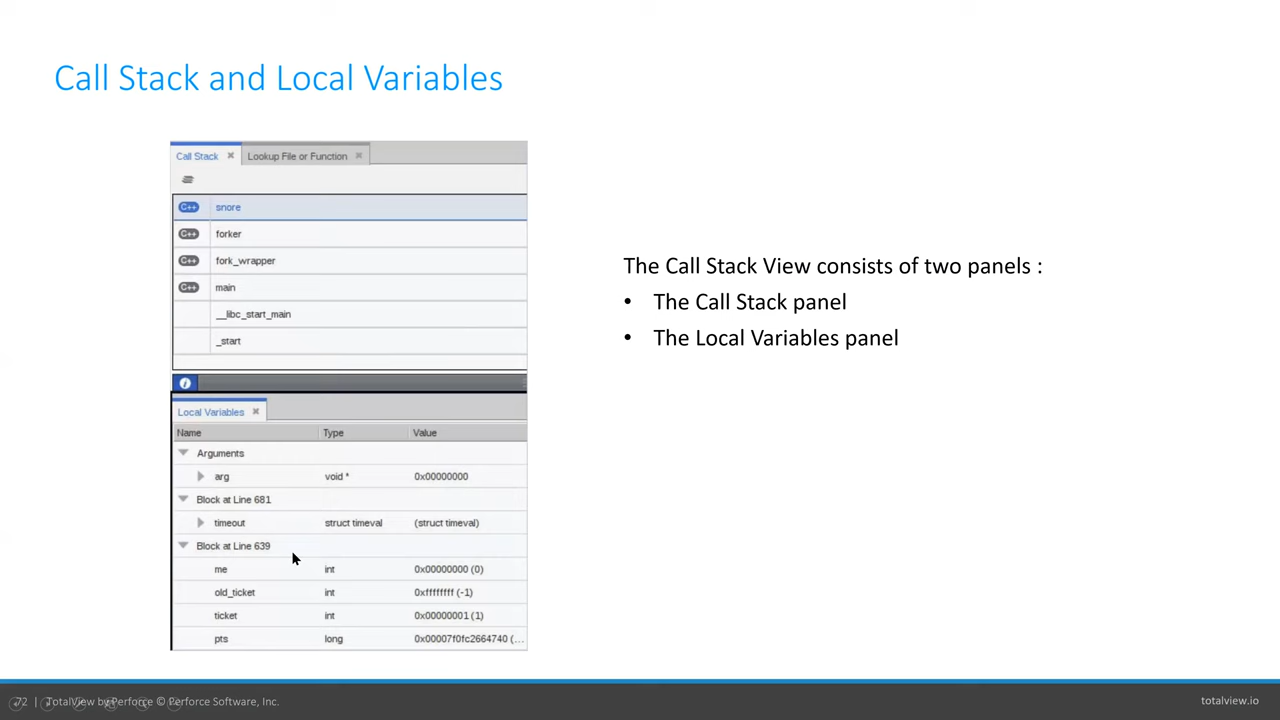 Call Stack and Local Variables
Call Stack Lookup File or Function
C++ snore
C++ forker
C++ fork_wrapper
C++ main
__libc_start_main
_start
i
Local Variables
Name Type Value
Arguments
arg void * 0x00000000
Block at Line 681
timeout struct timeval (struct timeval)
Block at Line 639
me int 0x00000000 (0)
old_ticket int 0xffffffff (-1)
ticket int 0x00000001 (1)
pts long 0x00007f0fc2664740 (...
The Call Stack View consists of two panels :
• The Call Stack panel
• The Local Variables panel
72 | TotalView by Perforce © Perforce Software, Inc.
totalview.io